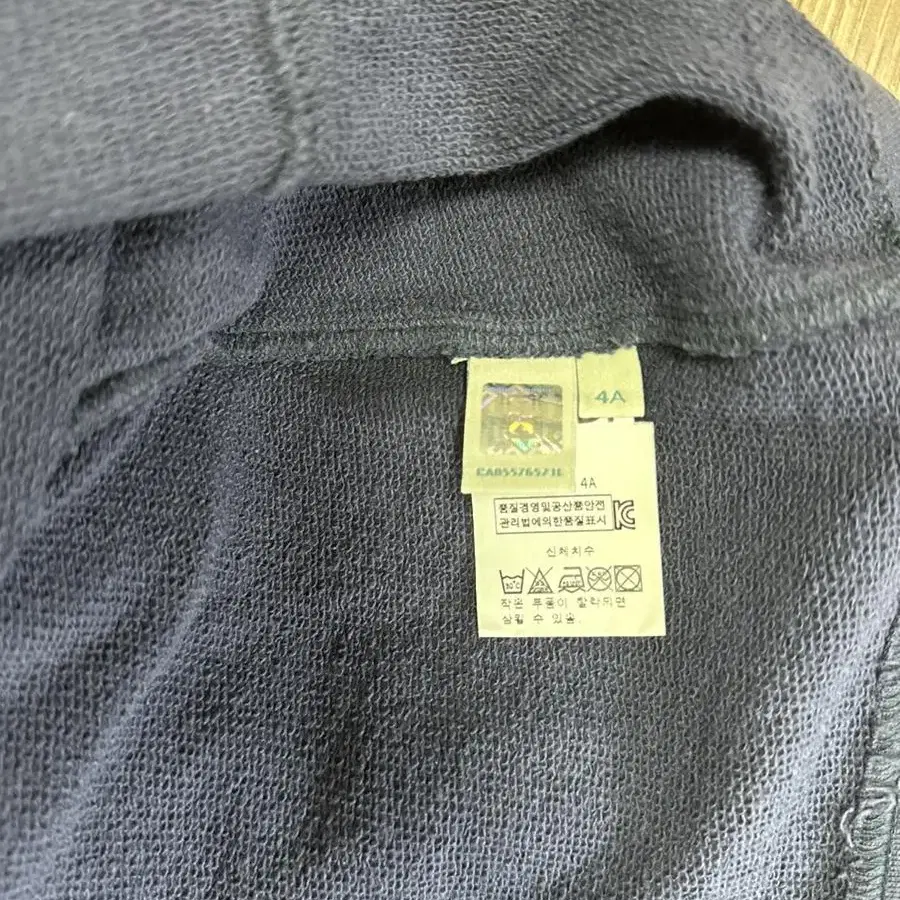 4A
CA055765716
4A
품질경영및공산품안전
관리법에의한품질표시
신체치수
30°C
작은 부품이 탈락되면
삼킬 수 있음.